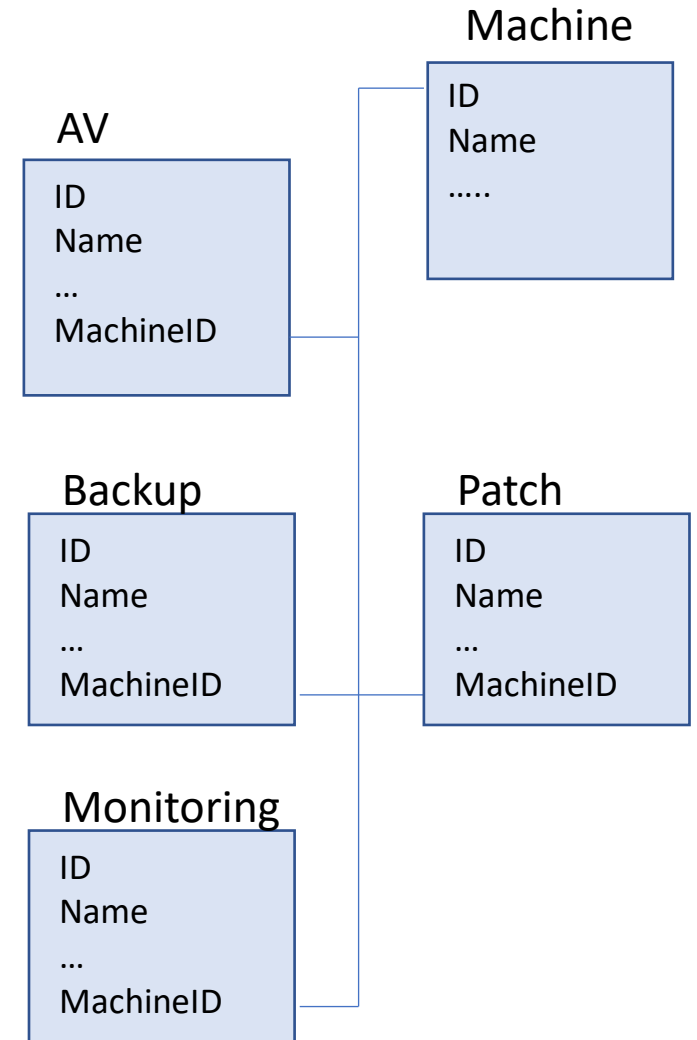 Machine
ID
Name
…..
AV
ID
Name
…
MachineID
Backup
ID
Name
…
MachineID
Patch
ID
Name
…
MachineID
Monitoring
ID
Name
…
MachineID